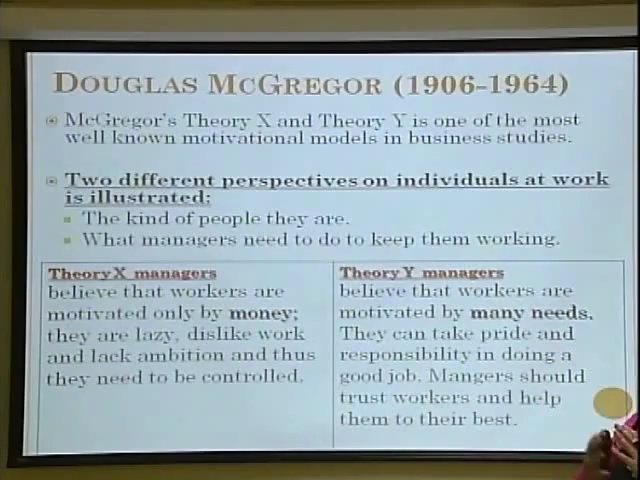 DOUGLAS MCGREGOR (1906-1964)
McGregor's Theory X and Theory Y is one of the most
well known motivational models in business studies.
Two different perspectives on individuals at work
is illustrated:
The kind of people they are.
What managers need to do to keep them working.
Theory X managers
believe that workers are
motivated only by money;
they are lazy, dislike work
and lack ambition and thus
they need to be controlled.
Theory Y managers
believe that workers are
motivated by many needs.
They can take pride and
responsibility in doing a
good job. Mangers should
trust workers and help
them to their best.